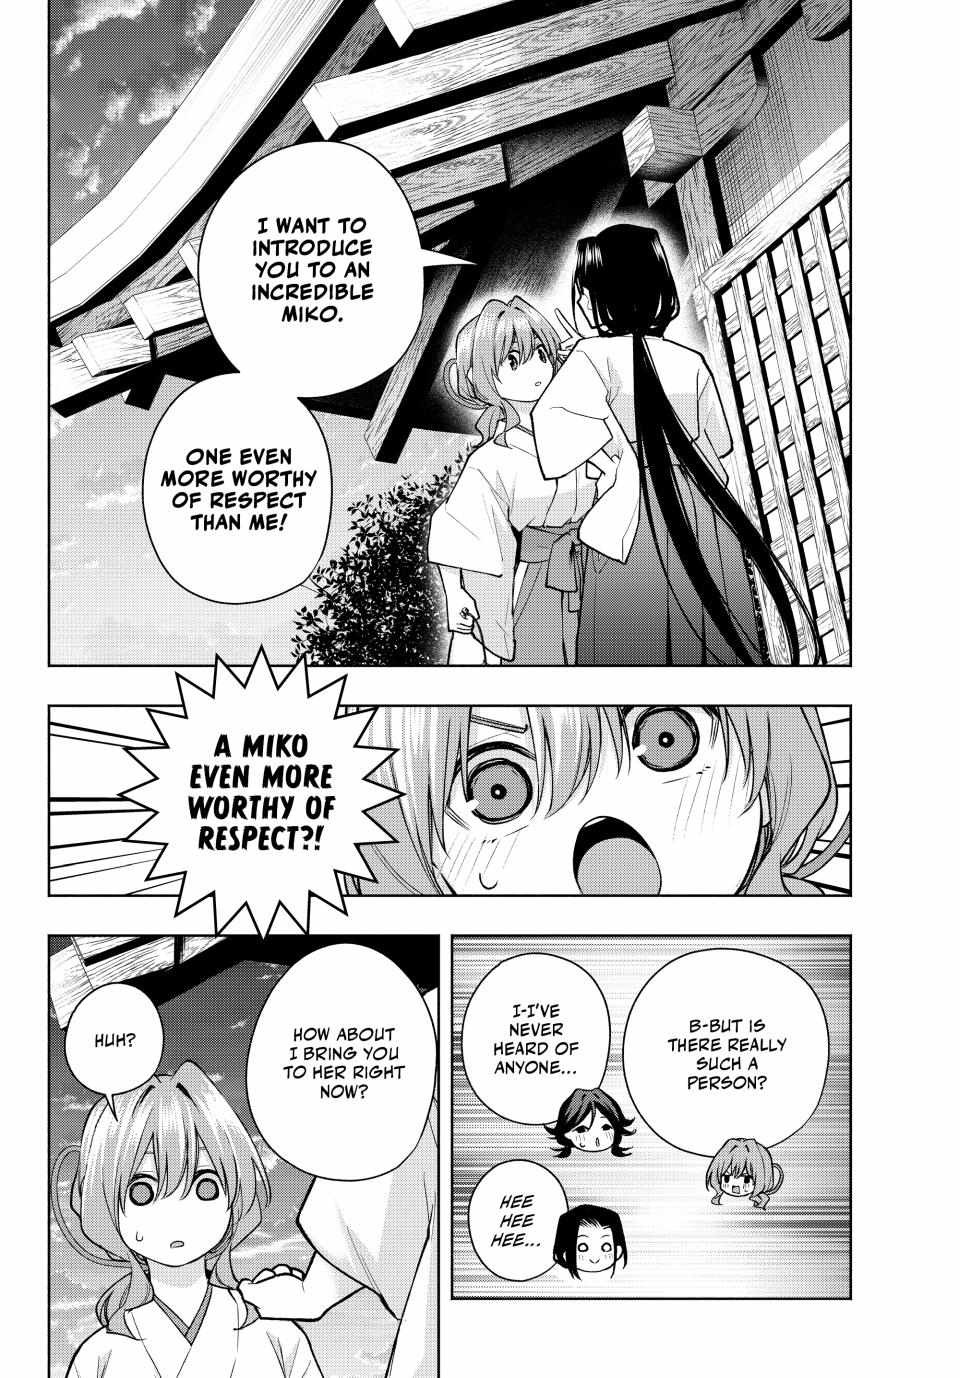 I WANT TO
INTRODUCE
YOU TO AN
INCREDIBLE
MIKO.
ONE EVEN
MORE WORTHY
OF RESPECT
THAN ME!
A MIKO
EVEN MORE
WORTHY OF
RESPECT?!
B-BUT IS
THERE REALLY
SUCH A
PERSON?
I-I'VE
NEVER
HEARD OF
ANYONE...
HEE
HEE
HEE...
HOW ABOUT
I BRING YOU
TO HER RIGHT
NOW?
HUH?